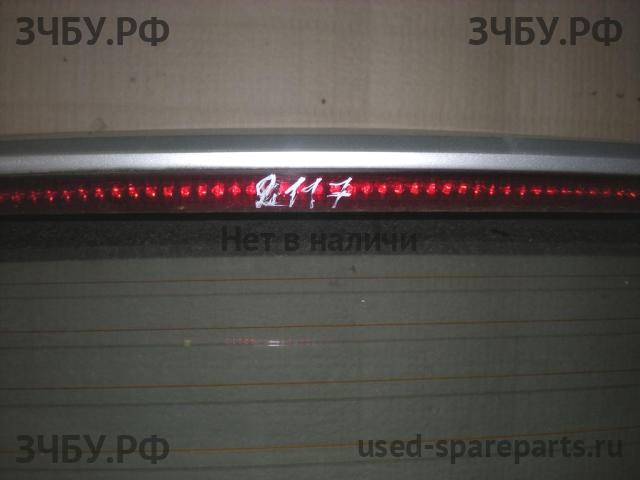 ЗЧБУ.РФ ЗЧБУ.РФ
2117
Нет в наличи
ЗЧБУ.РФ used-spareparts.ru